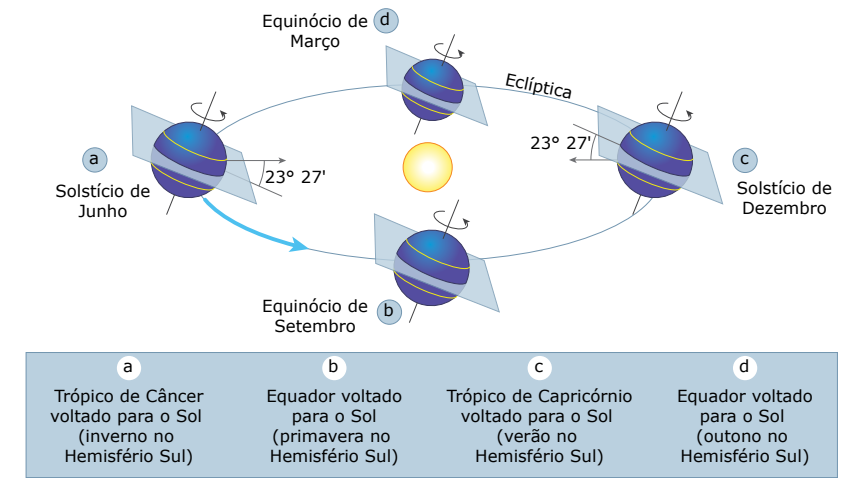 Equinócio de
Março
d
Eclíptica
a
Solstício de
Junho
23° 27'
23° 27'
c
Solstício de
Dezembro
Equinócio de
Setembro
b
a
Trópico de Câncer
voltado para o Sol
(inverno no
Hemisfério Sul)
b
Equador voltado
para o Sol
(primavera no
Hemisfério Sul)
c
Trópico de Capricórnio
voltado para o Sol
(verão no
Hemisfério Sul)
d
Equador voltado
para o Sol
(outono no
Hemisfério Sul)